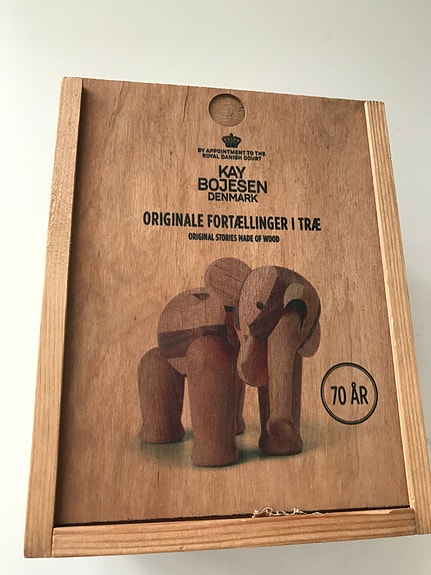 BY APPOINTMENT TO THE
ROYAL DANISH COURT
KAY
BOJESEN
DENMARK
ORIGINALE FORTÆLLINGER I TRÆ
ORIGINAL STORIES MADE OF WOOD
70 ÅR